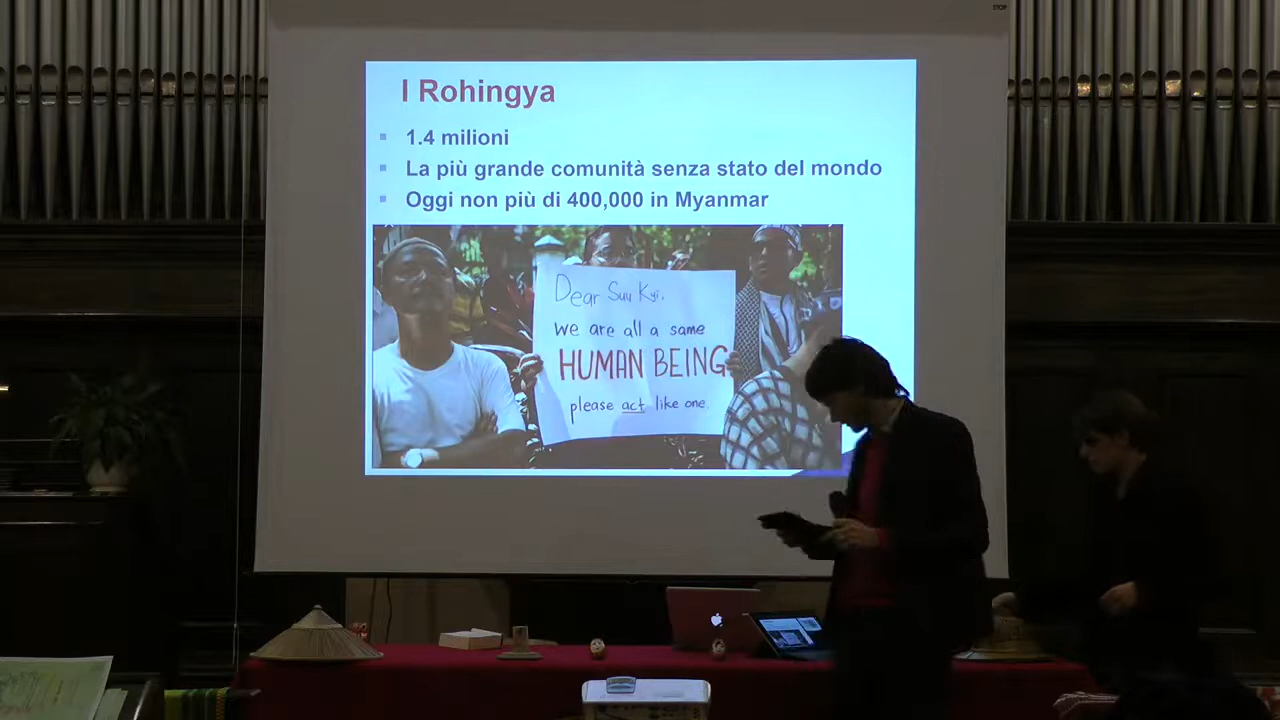 STOP
I Rohingya
1.4 milioni
La più grande comunità senza stato del mondo
Oggi non più di 400,000 in Myanmar
Dear Suu Kyi,
we are all a same
HUMAN BEING
please act like one.